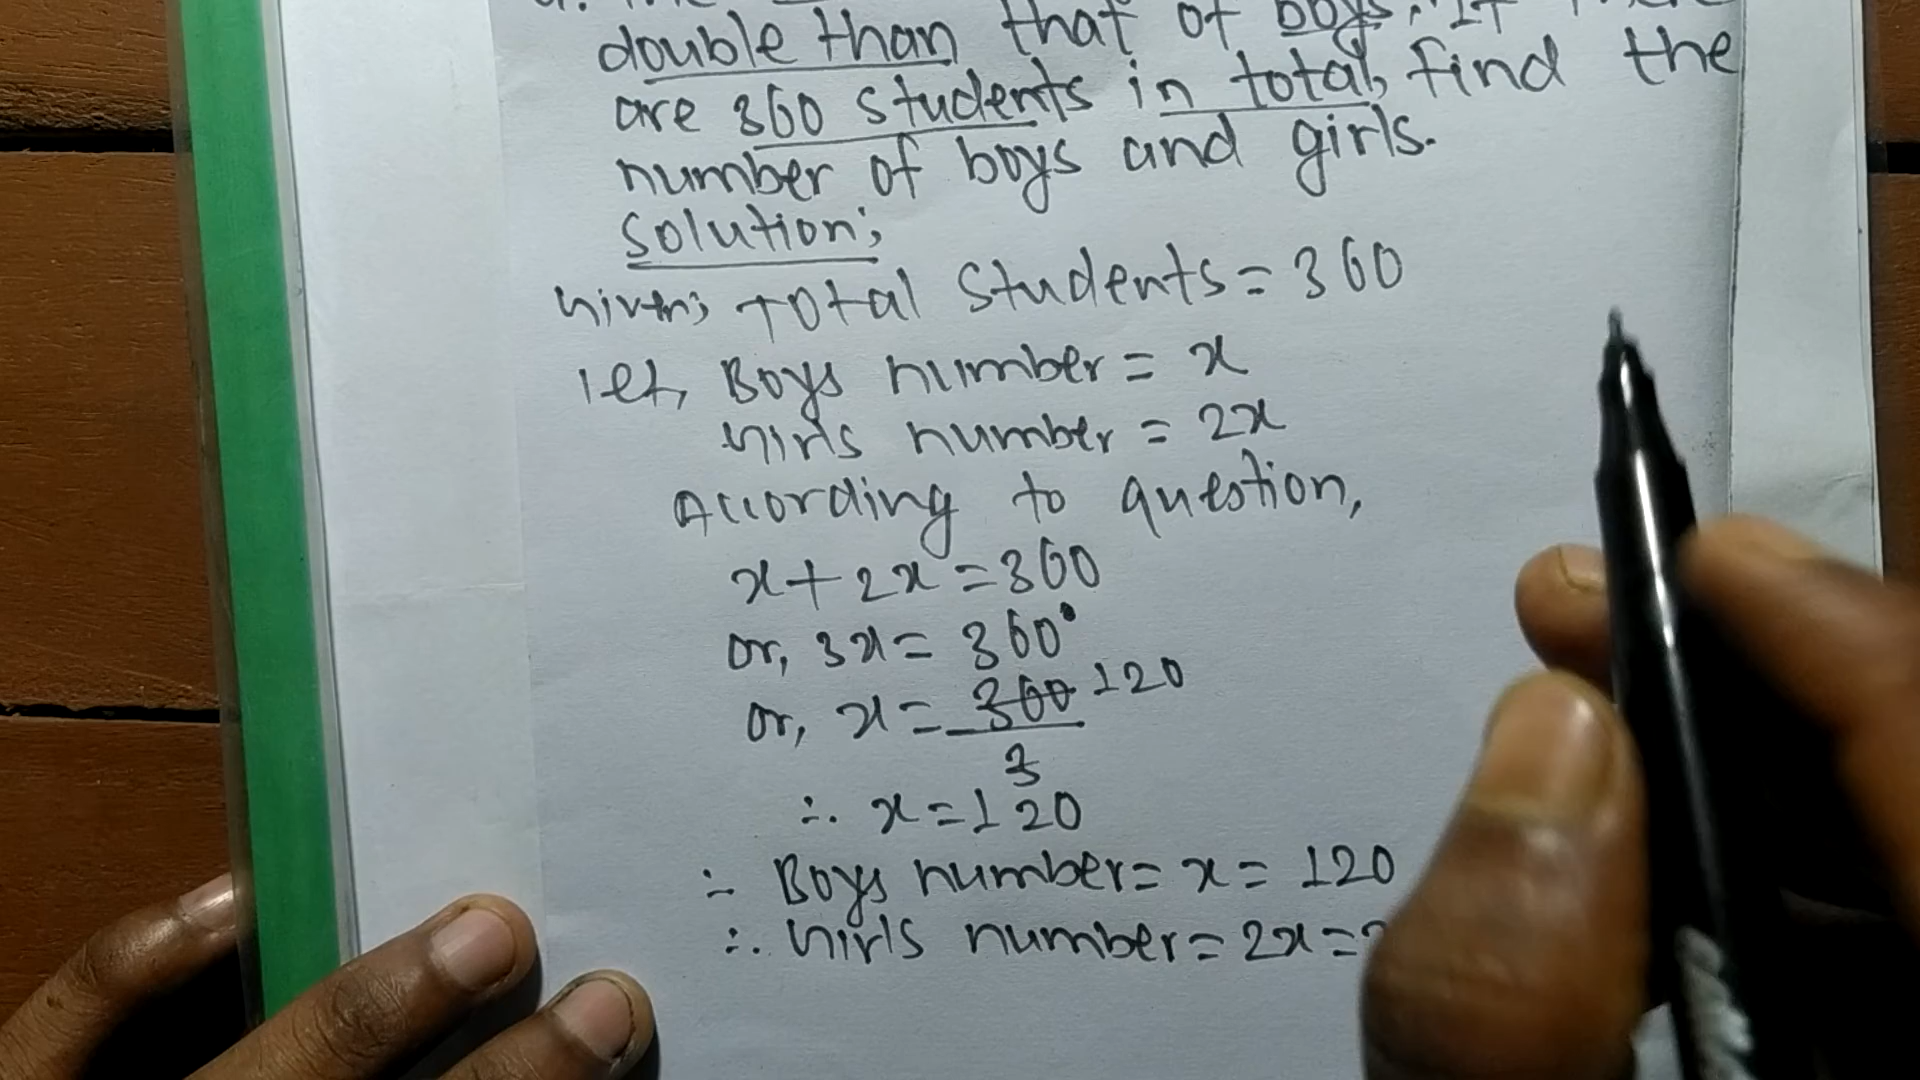 double than that of boys. If
are 360 students in total, find the
number of boys and girls.
Solution:
Given; Total Students = 360
let, Boys number = x
Girls number = 2x
According to question,
x + 2x = 360
or, 3x = 360
or, x = 360/3 120
∴ x = 120
∴ Boys number = x = 120
∴ Girls number = 2x =